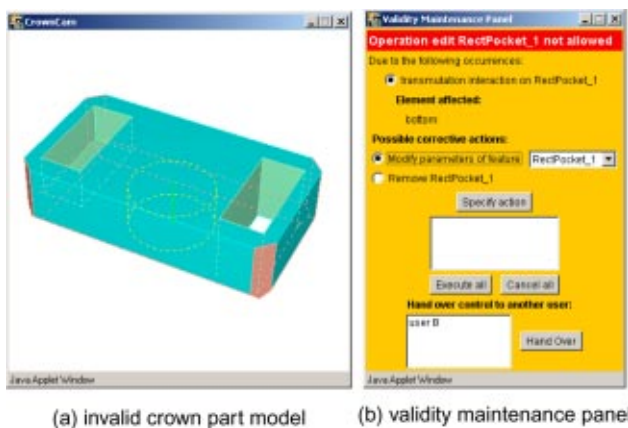 CrownCam
Java Applet Window
(a) invalid crown part model
Validity Maintenance Panel
Operation edit RectPocket_1 not allowed
Due to the following occurrences:
transmutation interaction on RectPocket_1
Element affected:
bottom
Possible corrective actions:
Modify parameters of feature RectPocket_1
Remove RectPocket_1
Specify action
Execute all Cancel all
Hand over control to another user:
user B
Hand Over
Java Applet Window
(b) validity maintenance pane